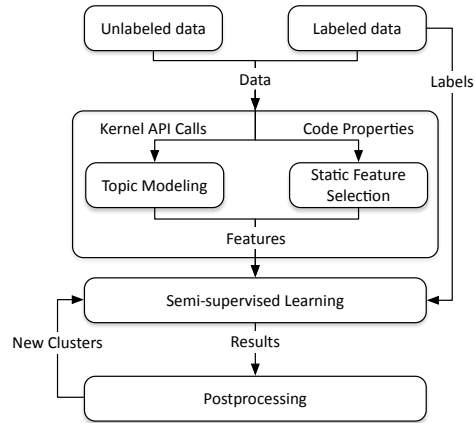 Unlabeled data
Labeled data
Data
Labels
Kernel API Calls
Code Properties
Topic Modeling
Static Feature
Selection
Features
Semi-supervised Learning
New Clusters
Results
Postprocessing